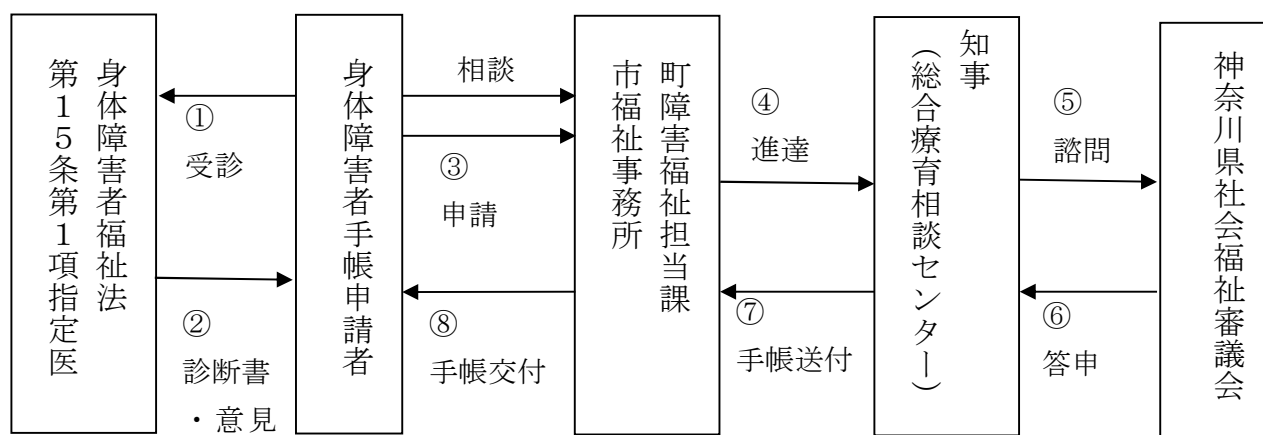 身体障害者福祉法
第１５条第１項指定医
①
受診
②
診断書
・意見
身体障害者手帳申請者
相談
③
申請
⑧
手帳交付
町障害福祉担当課
市福祉事務所
④
進達
⑦
手帳送付
知事
（総合療育相談センター）
⑤
諮問
⑥
答申
神奈川県社会福祉審議会